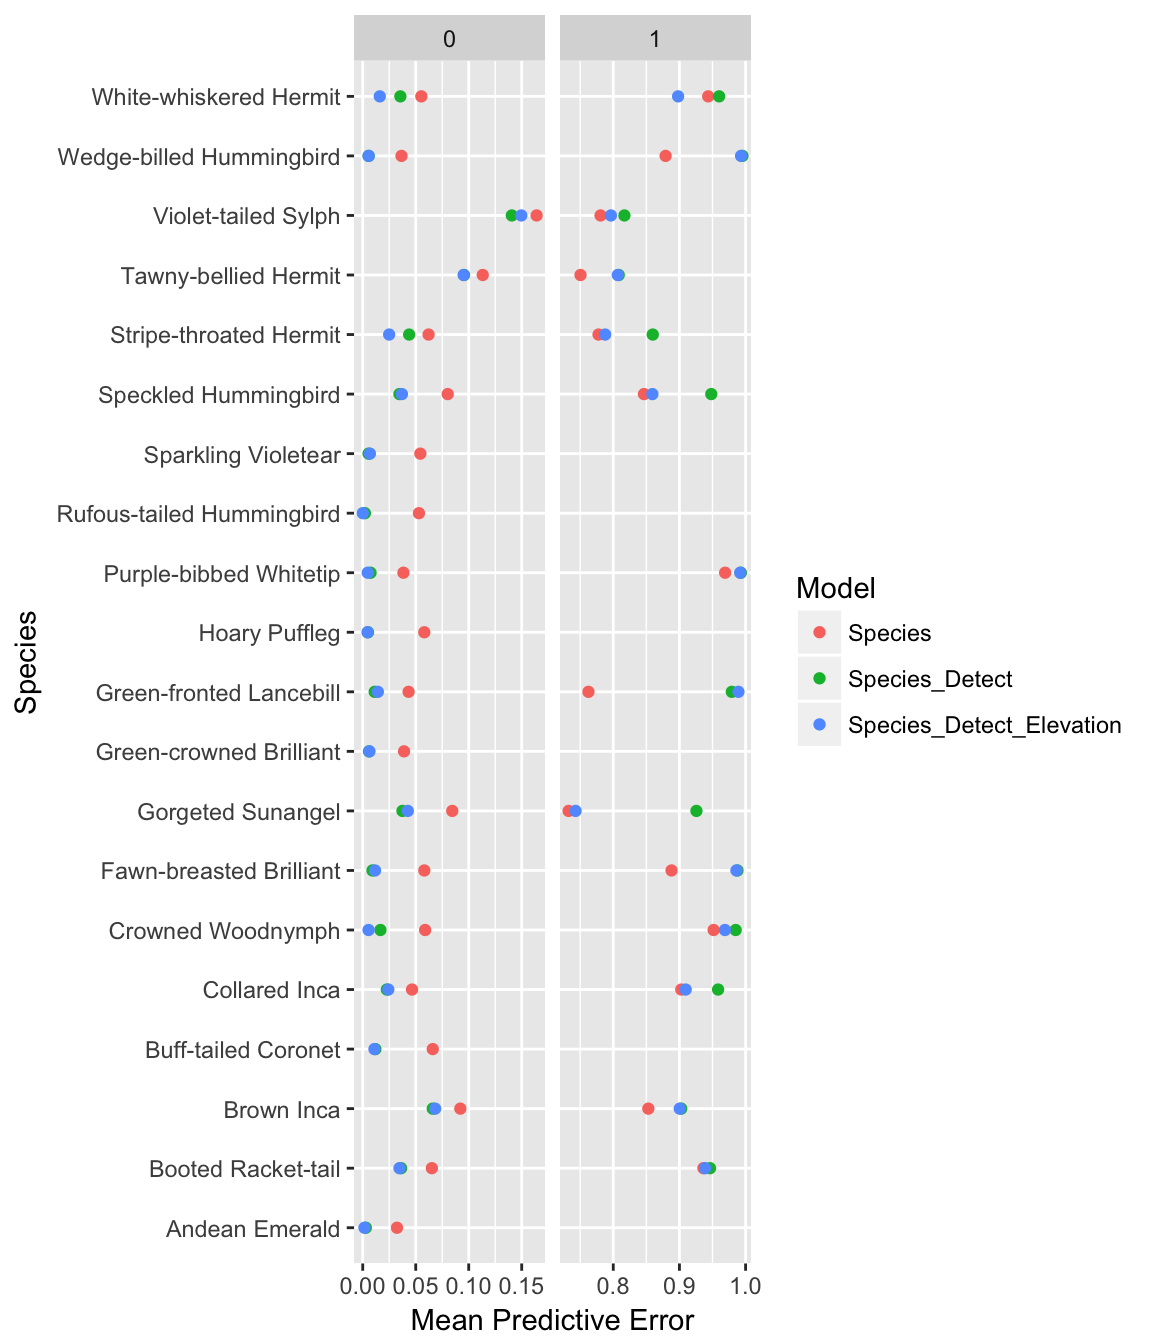 0 1
White-whiskered Hermit
Wedge-billed Hummingbird
Violet-tailed Sylph
Tawny-bellied Hermit
Stripe-throated Hermit
Speckled Hummingbird
Sparkling Violetear
Rufous-tailed Hummingbird
Purple-bibbed Whitetip
Hoary Puffleg
Green-fronted Lancebill
Green-crowned Brilliant
Gorgeted Sunangel
Fawn-breasted Brilliant
Crowned Woodnymph
Collared Inca
Buff-tailed Coronet
Brown Inca
Booted Racket-tail
Andean Emerald
Species
0.00 0.05 0.10 0.15 0.8 0.9 1.0
Mean Predictive Error
Model
Species
Species_Detect
Species_Detect_Elevation